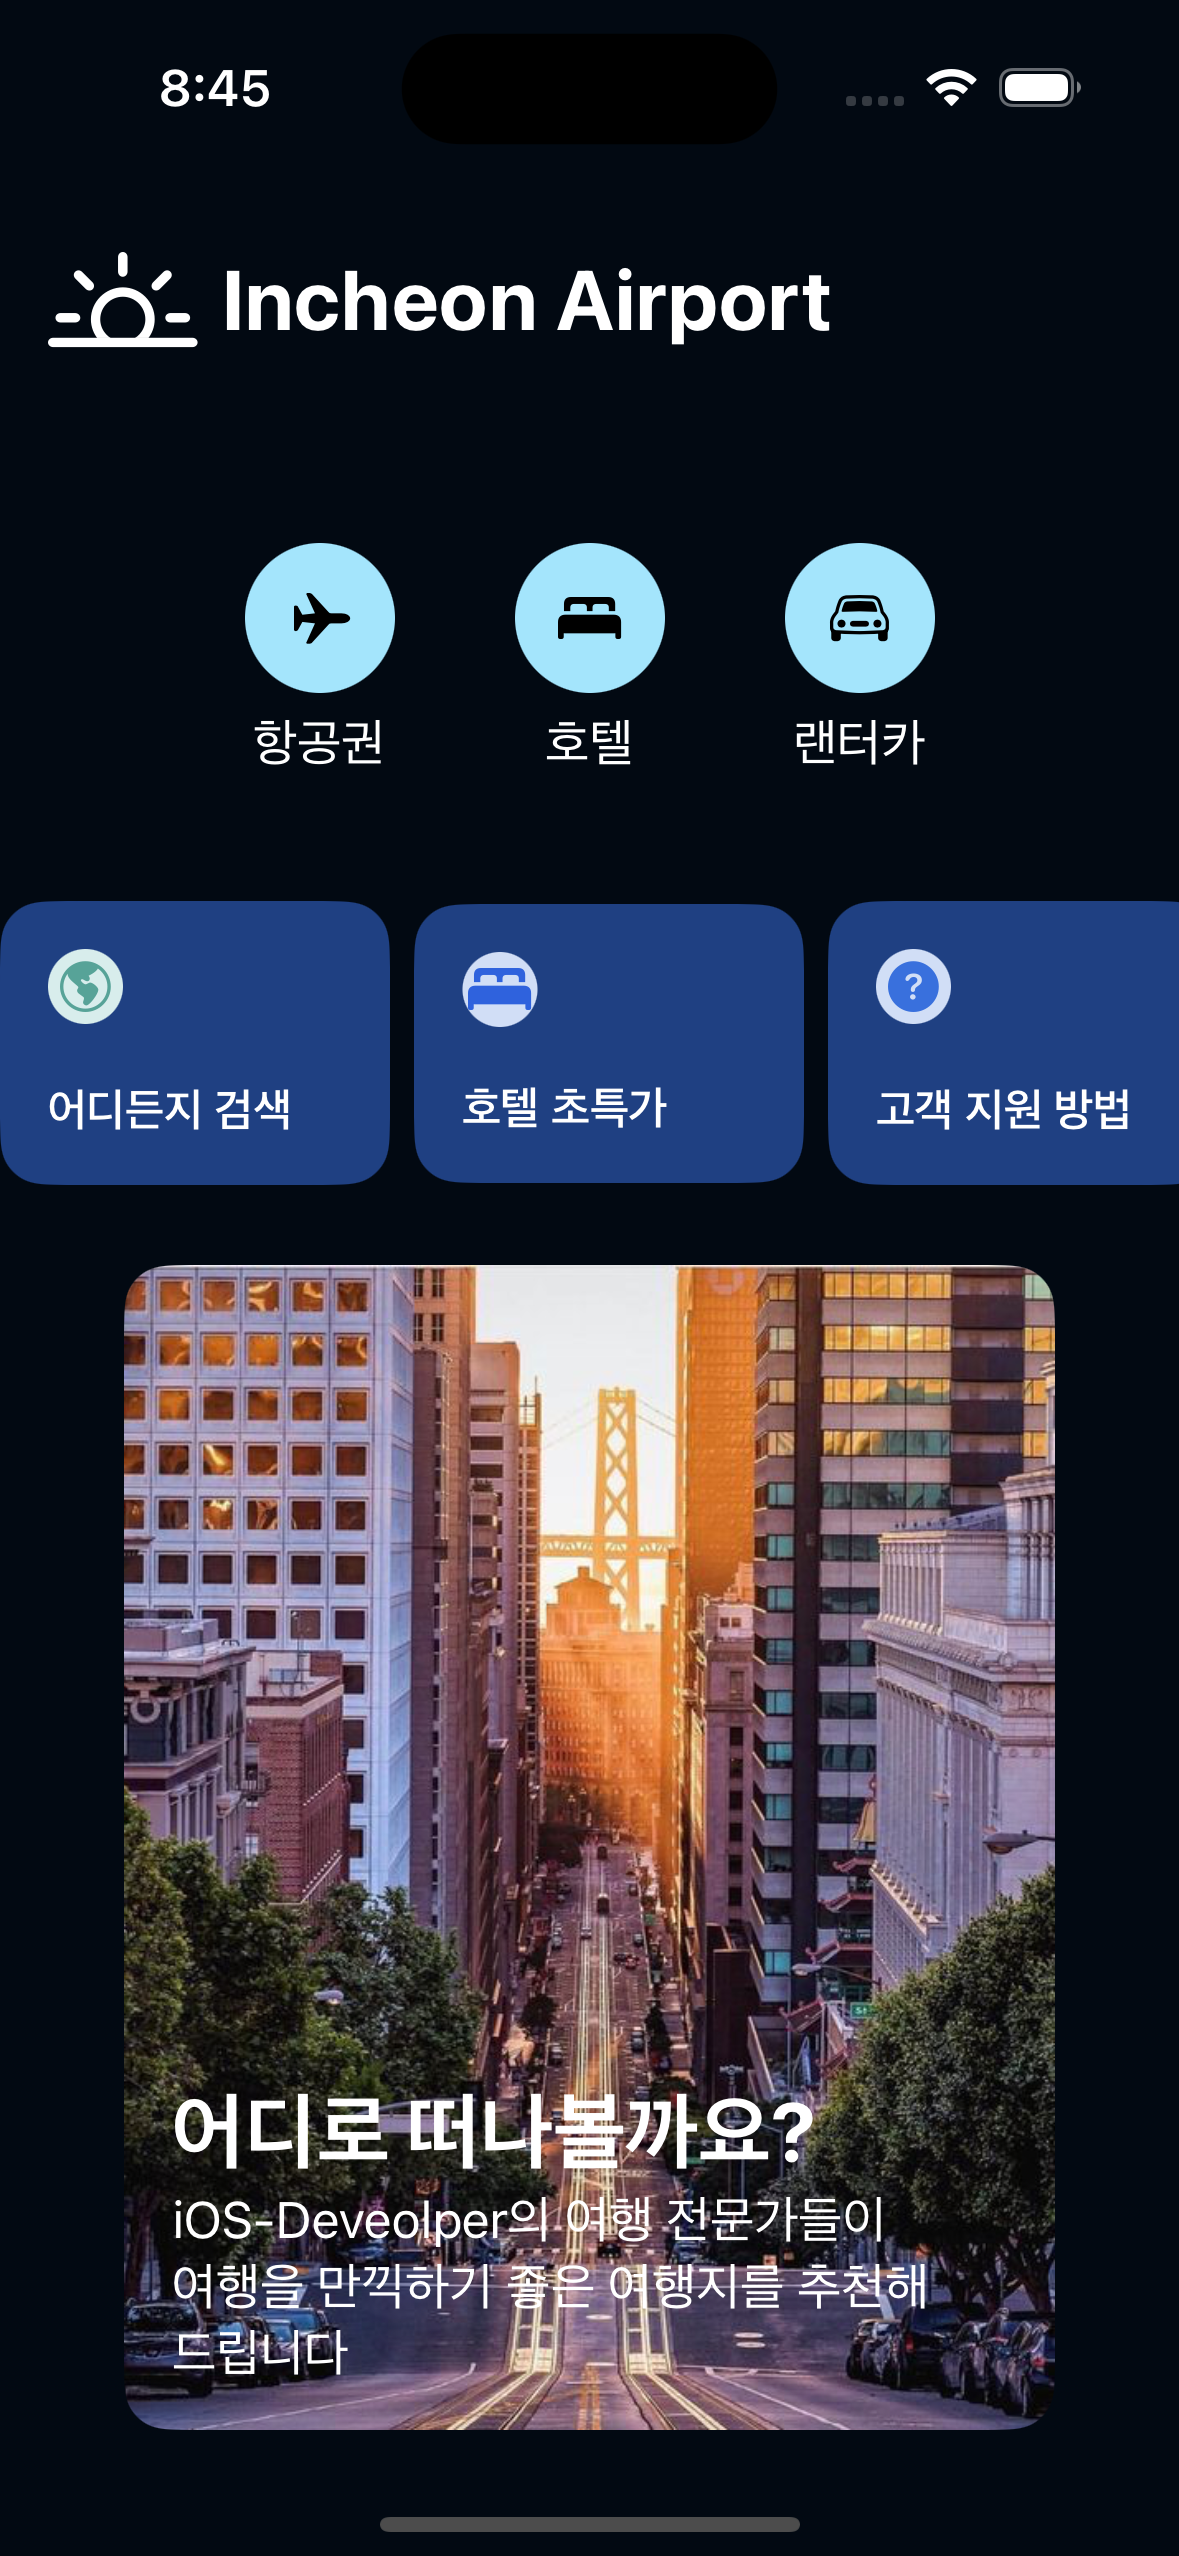 8:45
Incheon Airport
항공권
호텔
랜터카
어디든지 검색
호텔 초특가
고객 지원 방법
어디로 떠나볼까요?
iOS-Deveolper의 여행 전문가들이
여행을 만끽하기 좋은 여행지를 추천해
드립니다